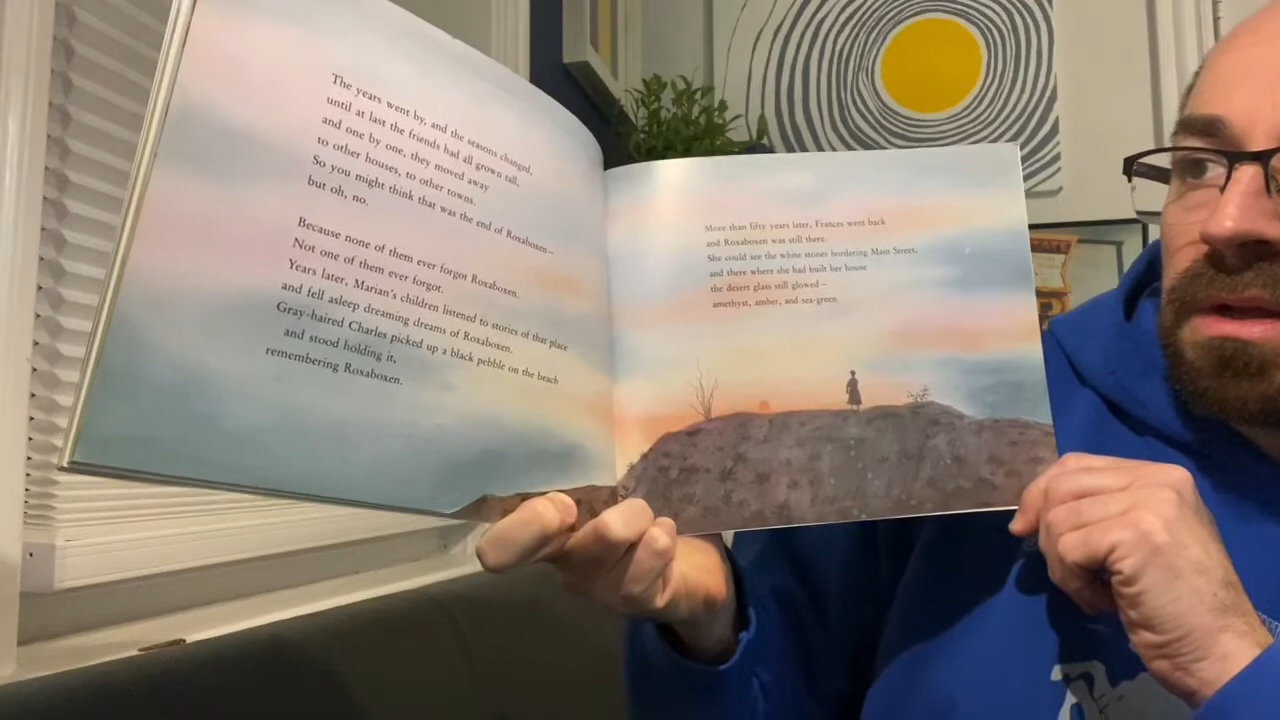 The years went by, and the seasons changed,
until at last the friends had all grown tall,
and one by one, they moved away
to other houses, to other towns.
So you might think that was the end of Roxaboxen—
but oh, no.
Because none of them ever forgot Roxaboxen.
Not one of them ever forgot.
Years later, Marian's children listened to stories of that place
and fell asleep dreaming dreams of Roxaboxen.
Gray-haired Charles picked up a black pebble on the beach
and stood holding it,
remembering Roxaboxen.
More than fifty years later, Frances went back
and Roxaboxen was still there.
She could see the white stones bordering Main Street,
and there where she had built her house
the desert glass still glowed—
amethyst, amber, and sea-green.